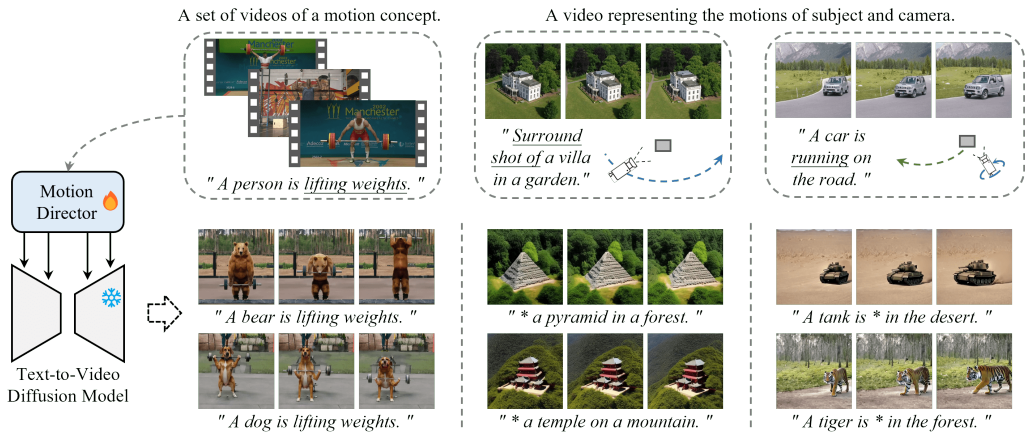 A set of videos of a motion concept.
A video representing the motions of subject and camera.
Manchester
Manchester
" A person is lifting weights. "
" Surround
shot of a villa
in a garden."
" A car is
running on
the road. "
Motion
Director
Text-to-Video
Diffusion Model
" A bear is lifting weights. "
" * a pyramid in a forest. "
" A tank is * in the desert. "
" A dog is lifting weights. "
" * a temple on a mountain. "
" A tiger is * in the forest. "